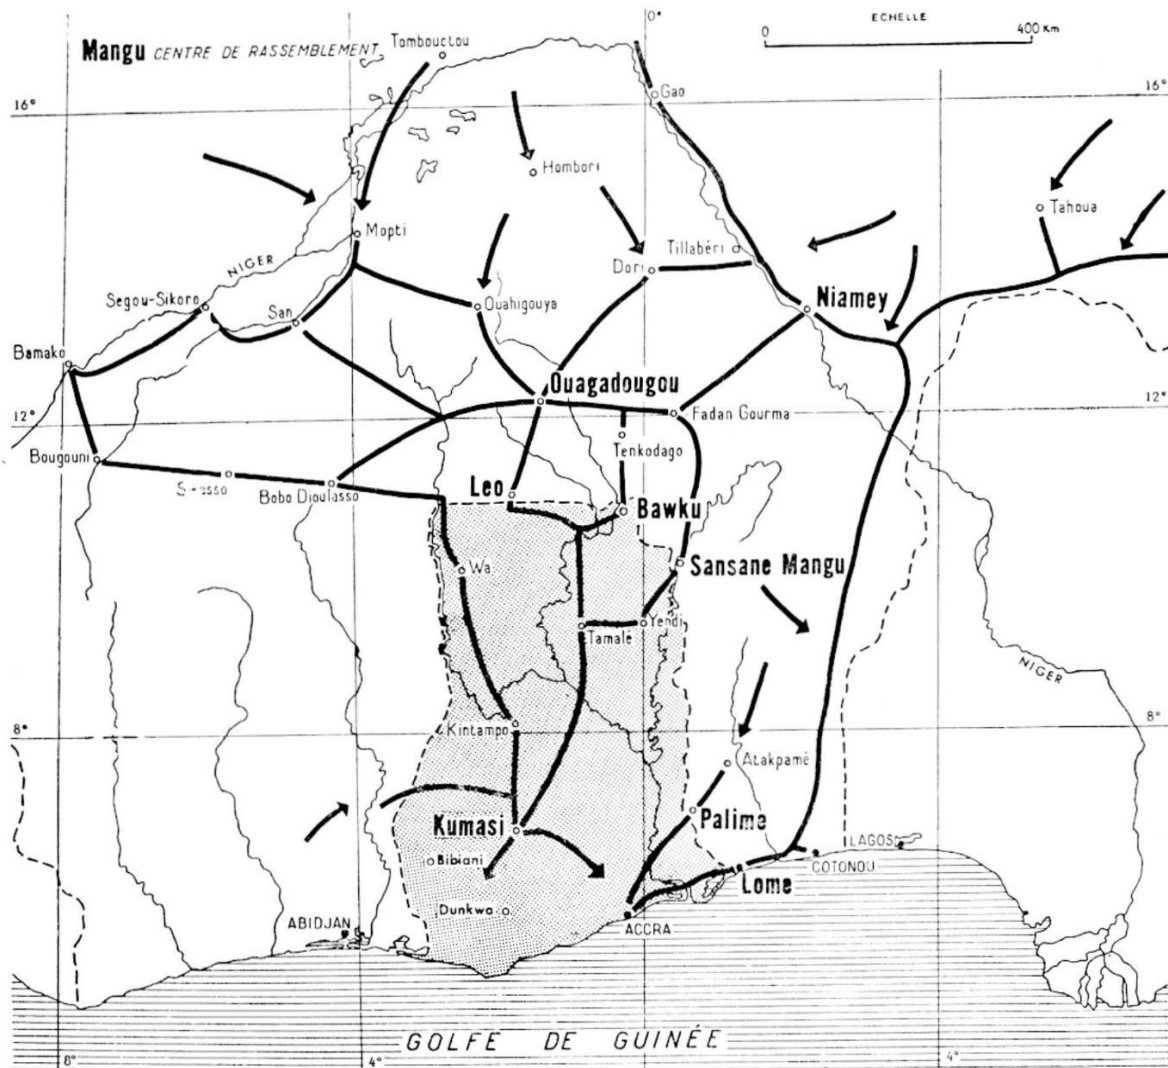 ECHELLE
0 400 Km
0°
Mangu CENTRE DE RASSEMBLEMENT
Tombouctou
16°
16°
Gao
Hombori
Tahoua
Mopti
Tillabéri
Dori
NIGER
Segou-Sikoro
San
Ouahigouya
Niamey
Bamako
Ouagadougou
12°
12°
Fadan Gourma
Bougouni
Tenkodago
Bobo Dioulasso
Leo
Bawku
Wa
Sansane Mangu
Tamalé
Yendi
NIGER
Kintampo
8°
8°
Atakpamé
Kumasi
Palime
Bibiani
LAGOS
COTONOU
Lome
Dunkwa
ABIDJAN
ACCRA
GOLFE DE GUINÉE
8°
4°
4°